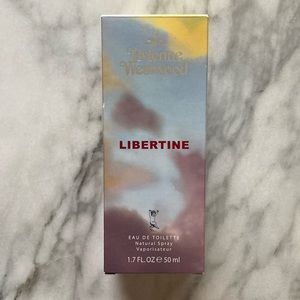 Vivienne
Westwood
LIBERTINE
EAU DE TOILETTE
Natural Spray
Vaporisateur
1.7 FL.OZ e 50 ml